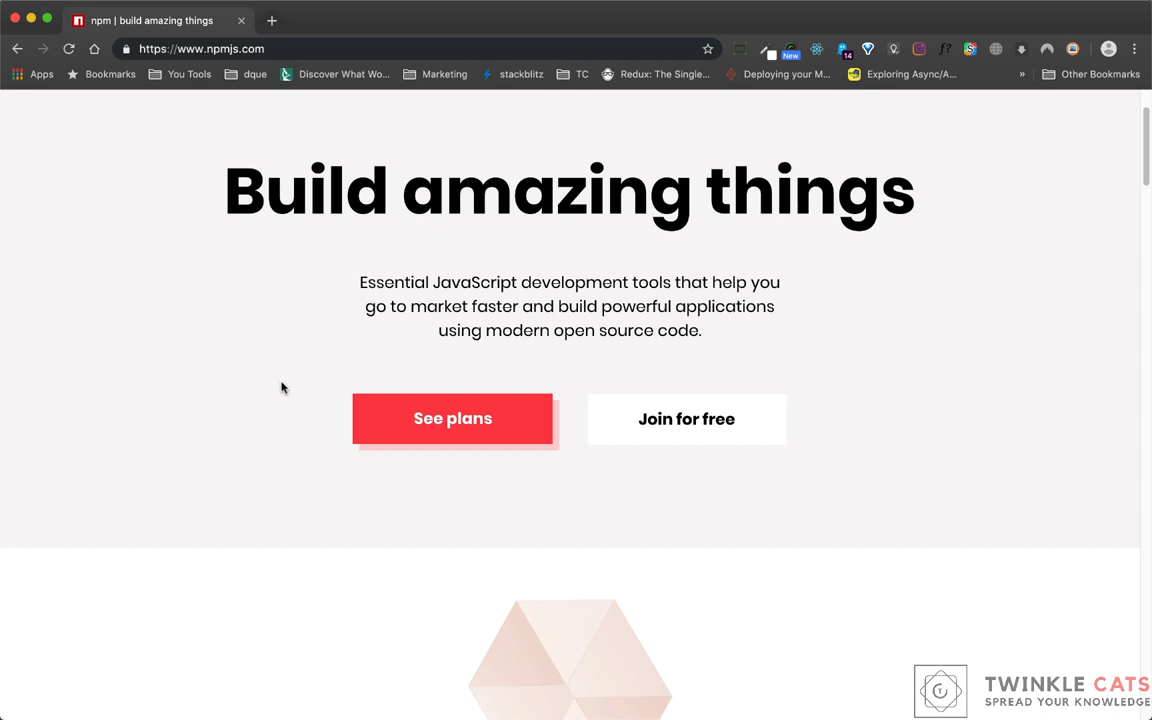 npm | build amazing things
https://www.npmjs.com
New
14
f?
Apps
Bookmarks
You Tools
dque
Discover What Wo...
Marketing
stackblitz
TC
Redux: The Single...
Deploying your M...
Exploring Async/A...
»
Other Bookmarks
Build amazing things
Essential JavaScript development tools that help you
go to market faster and build powerful applications
using modern open source code.
See plans
Join for free
TWINKLE CATS
SPREAD YOUR KNOWLEDGE